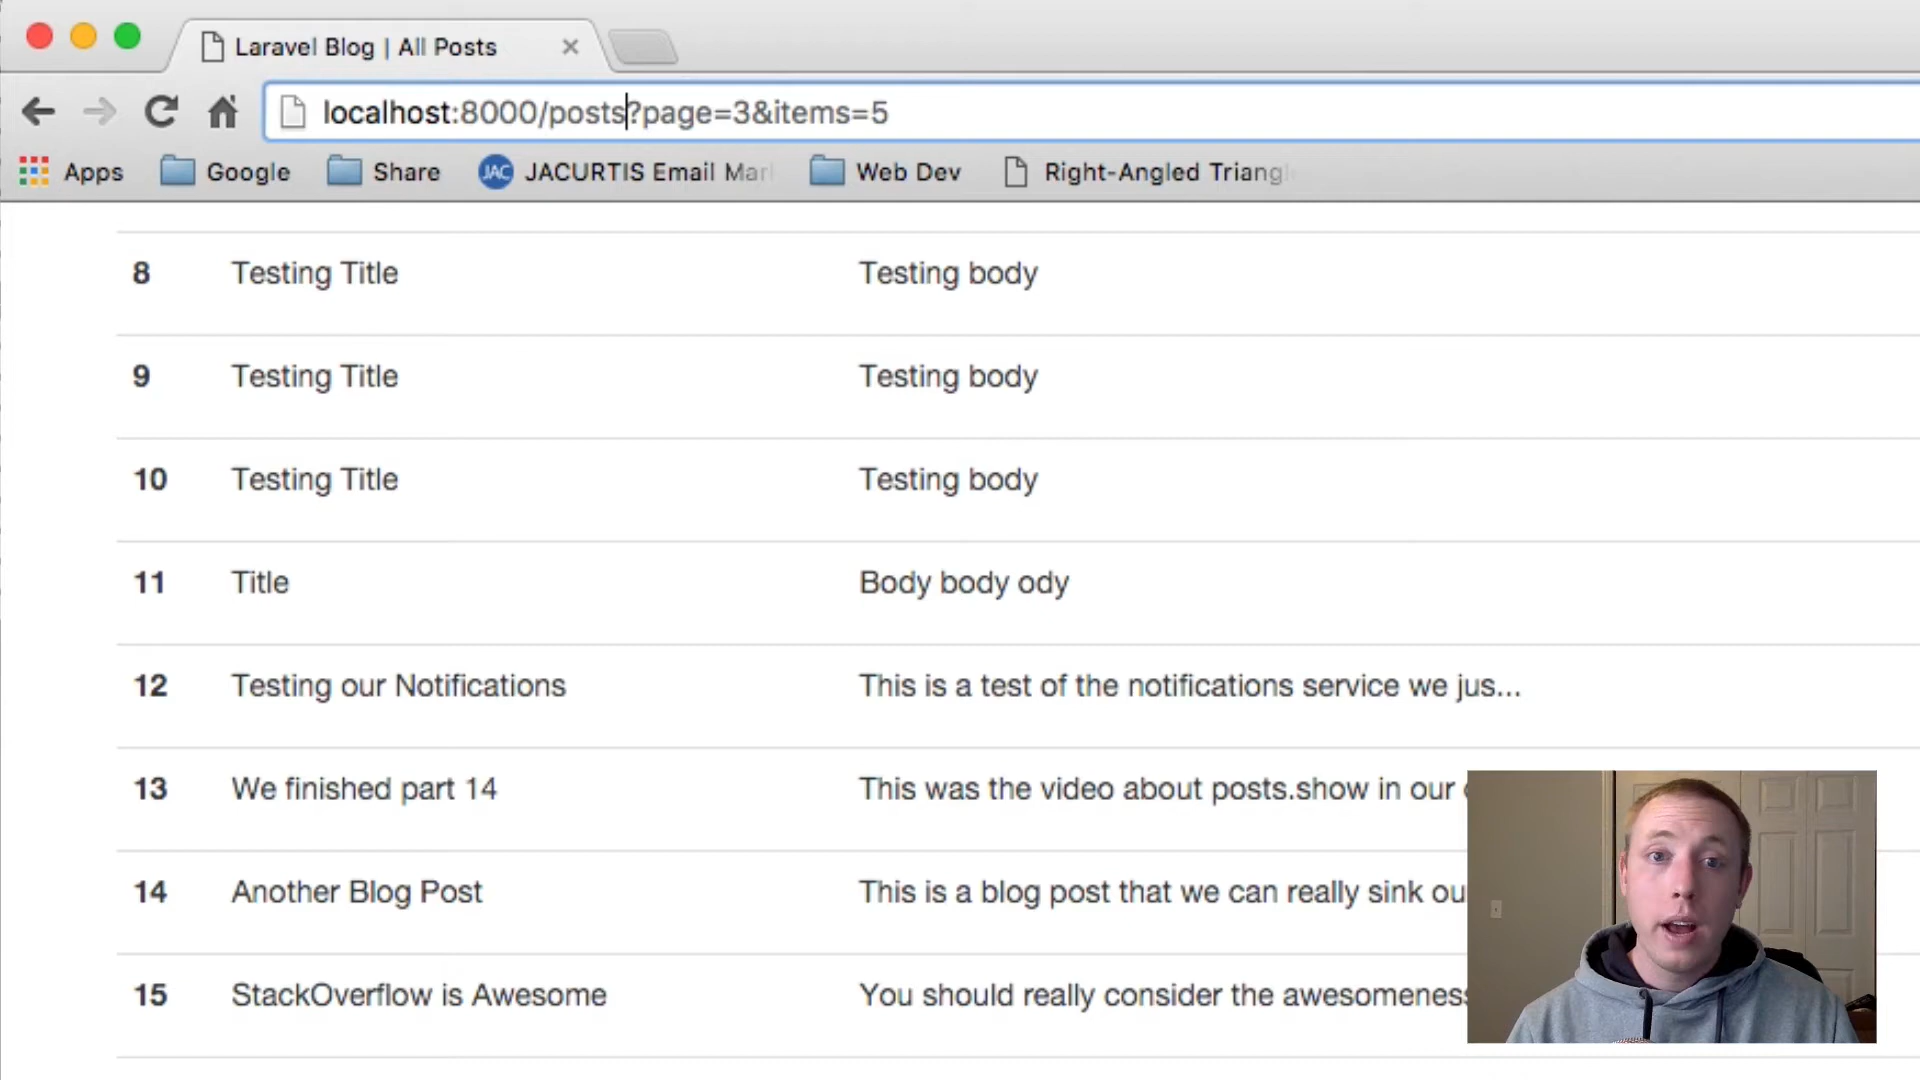 Laravel Blog | All Posts
localhost:8000/posts?page=3&items=5
Apps Google Share JAC JACURTIS Email Mar Web Dev Right-Angled Triang
8 Testing Title Testing body
9 Testing Title Testing body
10 Testing Title Testing body
11 Title Body body ody
12 Testing our Notifications This is a test of the notifications service we jus...
13 We finished part 14 This was the video about posts.show in our
14 Another Blog Post This is a blog post that we can really sink ou
15 StackOverflow is Awesome You should really consider the awesomeness